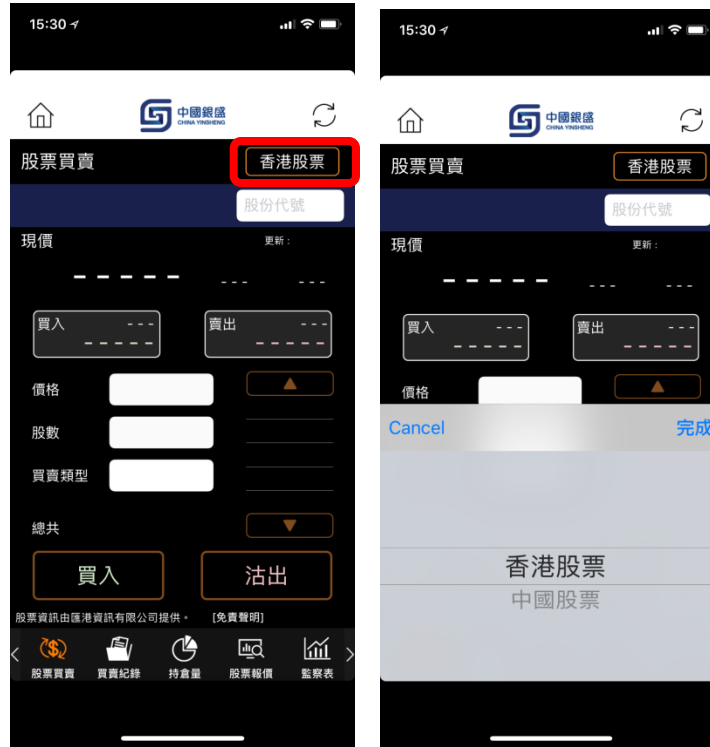 15:30
中國銀盛
CHINA YINSHENG
股票買賣
香港股票
股份代號
現價
更新：
- - - - -
- - -
- - -
買入
- - -
- - - - -
賣出
- - -
- - - - -
價格
股數
買賣類型
總共
買入
沽出
股票資訊由匯港資訊有限公司提供。 [免責聲明]
股票買賣
買賣紀錄
持倉量
股票報價
監察表
15:30
中國銀盛
CHINA YINSHENG
股票買賣
香港股票
股份代號
現價
更新：
- - - - -
- - -
- - -
買入
- - -
- - - - -
賣出
- - -
- - - - -
價格
Cancel
完成
香港股票
中國股票